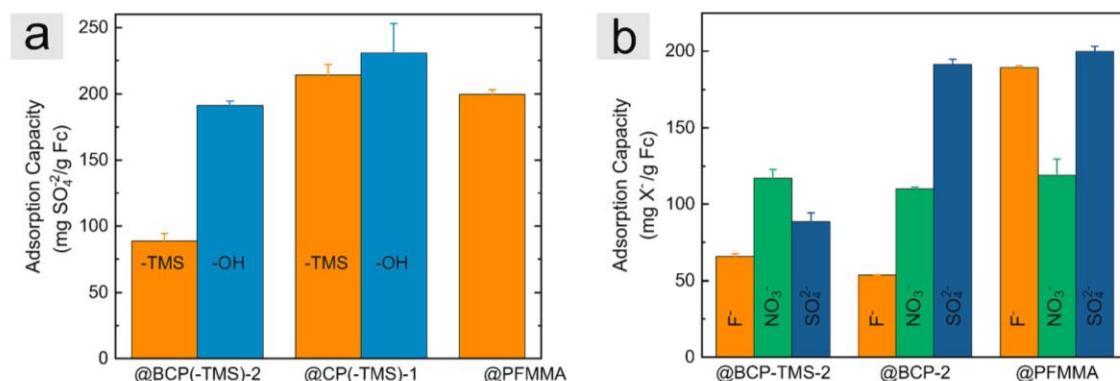 a
Adsorption Capacity
(mg SO₄⁻²/g Fc)
250
200
150
100
50
0
-TMS
-OH
-TMS
-OH
@BCP(-TMS)-2
@CP(-TMS)-1
@PFMMA
b
Adsorption Capacity
(mg X⁻/g Fc)
200
150
100
50
0
F⁻
NO₃⁻
SO₄²⁻
F⁻
NO₃⁻
SO₄²⁻
F⁻
NO₃⁻
SO₄²⁻
@BCP-TMS-2
@BCP-2
@PFMMA